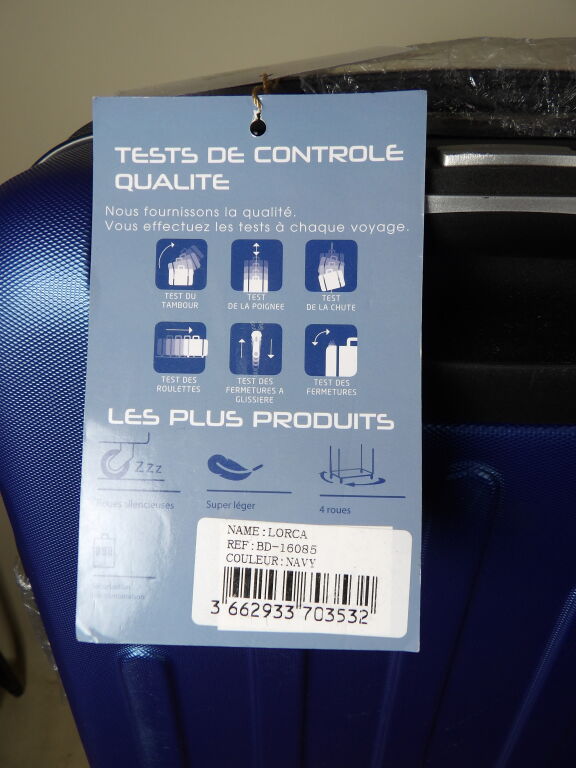 TESTS DE CONTROLE
QUALITE
Nous fournissons la qualité.
Vous effectuez les tests à chaque voyage.
TEST DU
TAMBOUR
TEST
DE LA POIGNEE
TEST
DE LA CHUTE
TEST DES
ROULETTES
TEST DES
FERMETURES A
GLISSIERE
TEST DES
FERMETURES
LES PLUS PRODUITS
Zzz
Roues silencieuses
Super léger
4 roues
NAME:LORCA
REF:BD-16085
COULEUR:NAVY
3 662933 703532